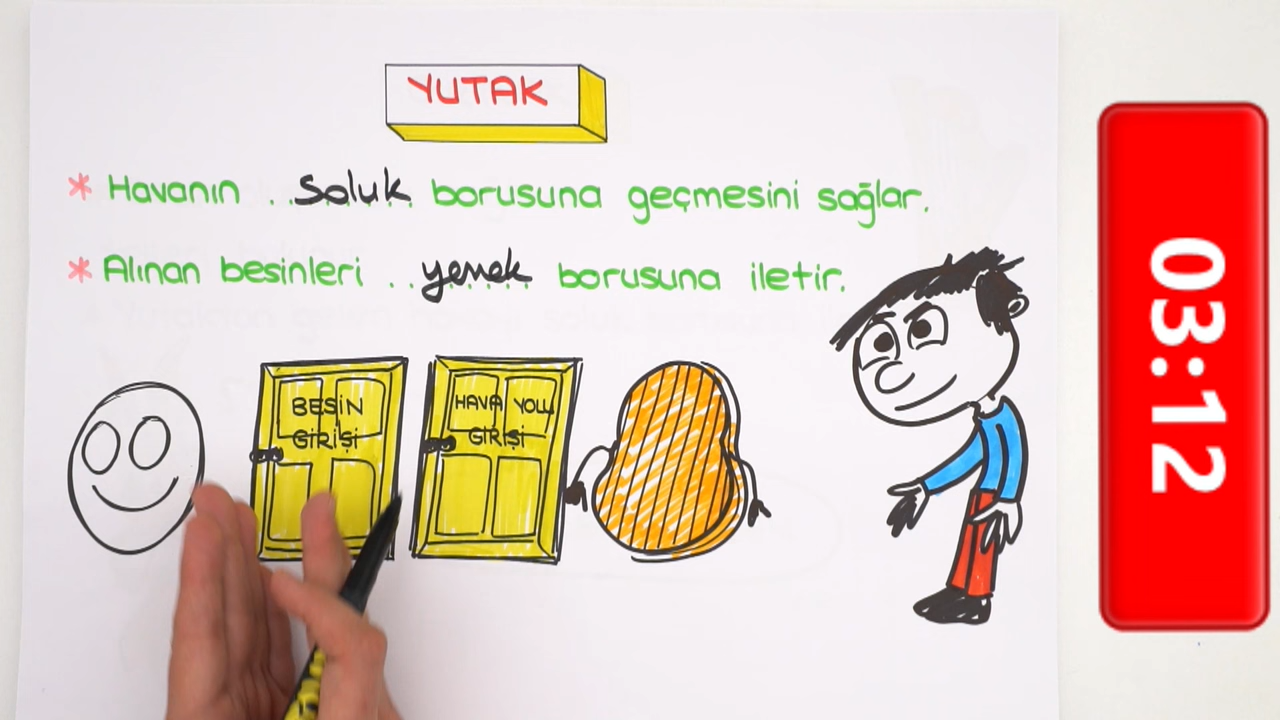 YUTAK
* Havanın ..soluk.. borusuna geçmesini sağlar.
* Alınan besinleri ..yemek.. borusuna iletir.
BESİN
GİRİŞİ
HAVA YOLU
GİRİŞİ
03:12